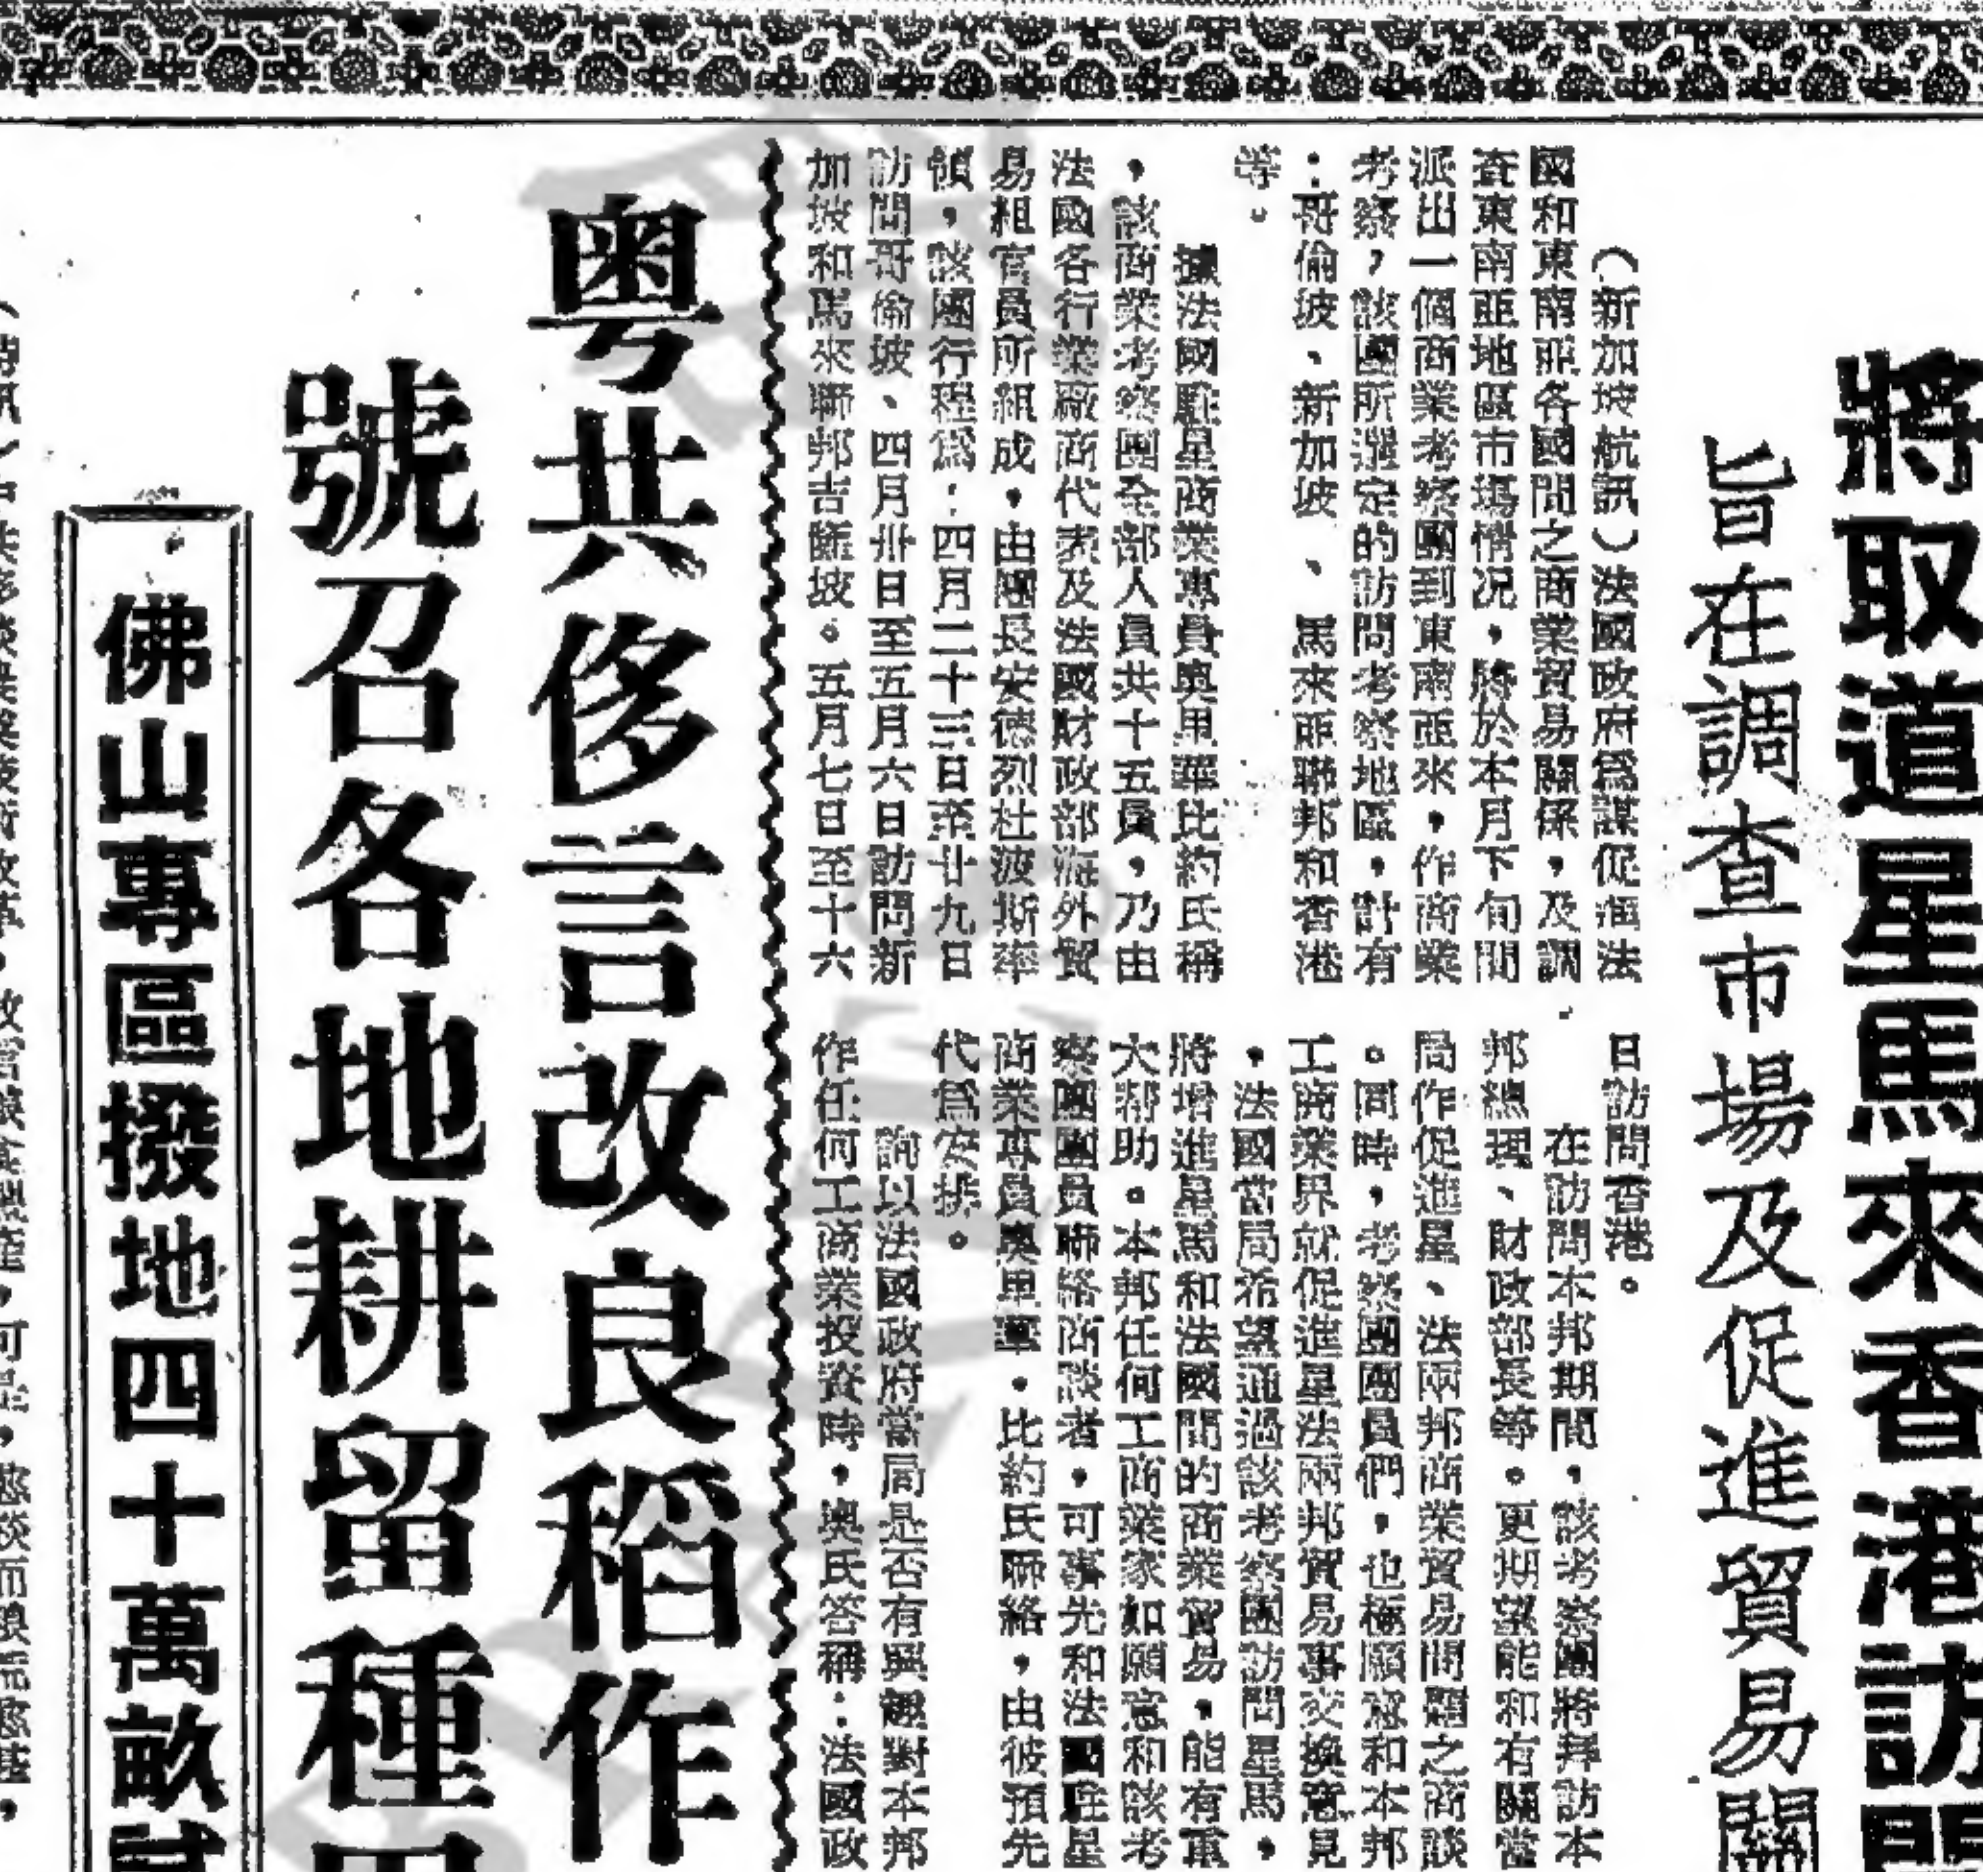 將取道星馬來香港訪問
旨在調查市場及促進貿易關
（新加坡航訊）法國政府爲謀促進法
國和東南亞各國間之商業貿易關係，及調
查東南亞地區市場情况，將於本月下旬間
派出一個商業考察團到東南亞來，作商業
考察，該團所選定的訪問考察地區，計有
：哥倫坡、新加坡、馬來亞聯邦和香港
等。
據法國駐星商業專員奧里華比約氏稱
，該商業考察團全部人員共十五員，乃由
法國各行業廠商代表及法國財政部海外貿
易組官員所組成，由團長安德烈杜波斯率
領，該團行程爲：四月二十三日至廿九日
訪問哥倫坡、四月卅日至五月六日訪問新
加坡和馬來聯邦吉隆坡。五月七日至十六
日訪問香港。
在訪問本邦期間，該考察團將拜訪本
邦總理、財政部長等。更期望能和有關當
局作促進星、法兩邦商業貿易問題之商談
。同時，考察團團員們，也極願意和本邦
工商業界就促進星法兩邦貿易事交換意見
，法國當局希望通過該考察團訪問星馬，
將增進星馬和法國間的商業貿易，能有重
大幫助。本邦任何工商業家如願意和該考
察團團員聯絡商談者，可事先和法國駐星
商業專員奧里華，比約氏聯絡，由彼預先
代爲安排。
詢以法國政府當局是否有興趣對本邦
作任何工商業投資時，奧氏答稱：法國政
粤共侈言改良稻作
號召各地耕留種田
佛山專區撥地四十萬畝試